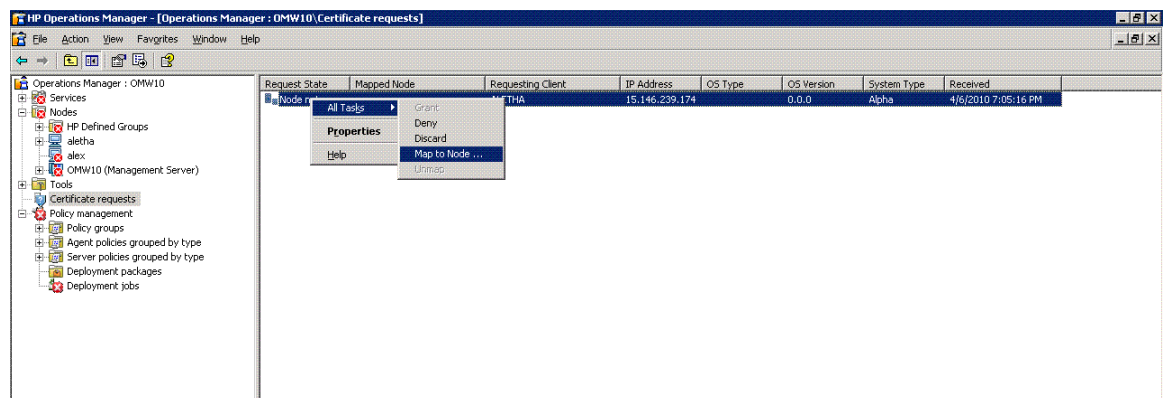 HP Operations Manager - [Operations Manager : OMW10\Certificate requests]
File Action View Favorites Window Help
Operations Manager : OMW10
Services
Nodes
HP Defined Groups
aletha
alex
OMW10 (Management Server)
Tools
Certificate requests
Policy management
Policy groups
Agent policies grouped by type
Server policies grouped by type
Deployment packages
Deployment jobs
Request State Mapped Node Requesting Client IP Address OS Type OS Version System Type Received
Node 15.146.239.174 0.0.0 Alpha 4/6/2010 7:05:16 PM
All Tasks
Properties
Help
Grant
Deny
Discard
Map to Node ...
Unmap